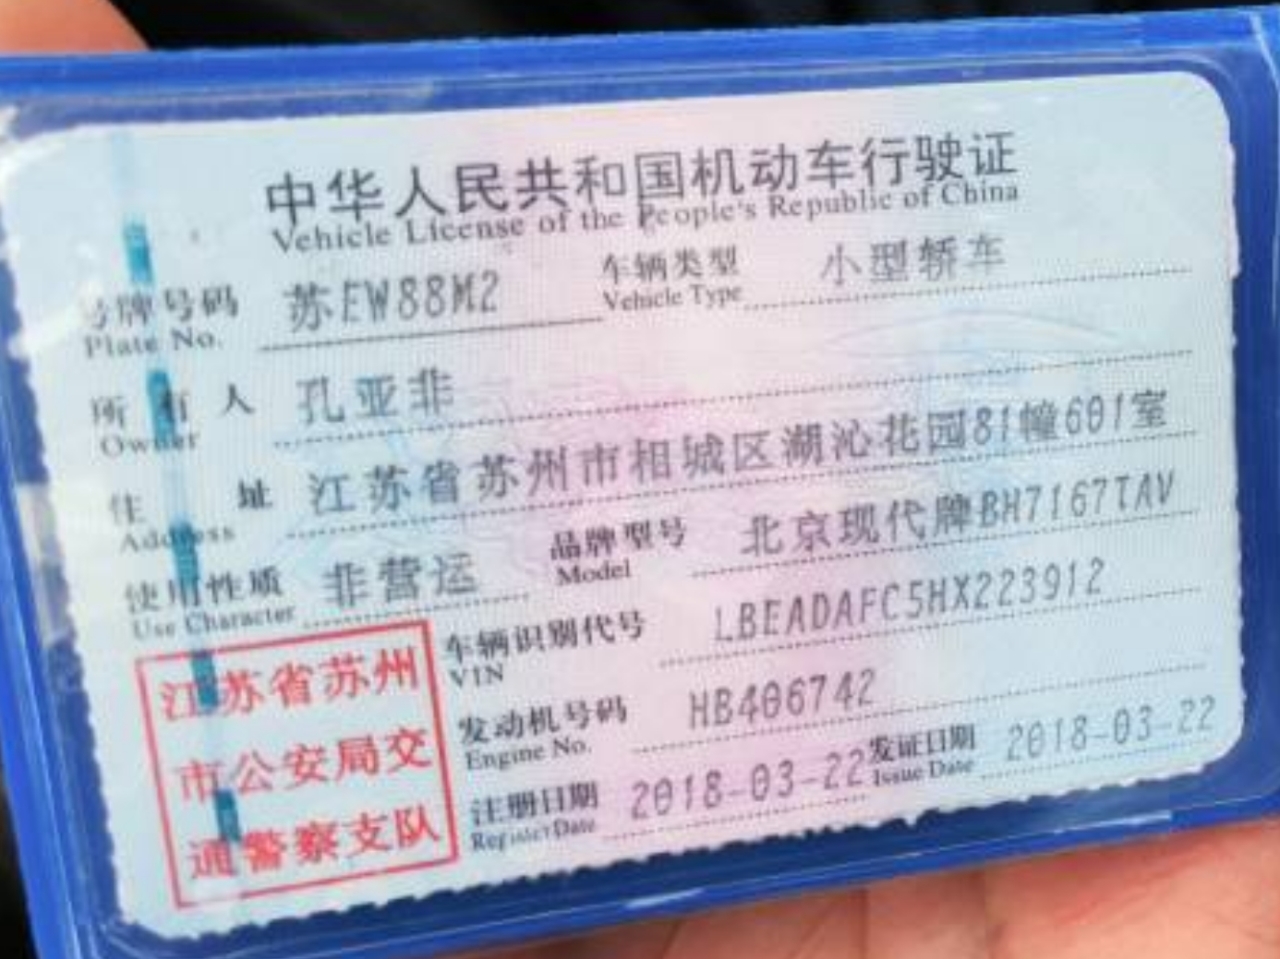 中华人民共和国机动车行驶证
Vehicle License of the People's Republic of China
号牌号码 苏EW88M2 车辆类型 小型轿车
Plate No. Vehicle Type
所有人 孔亚非
Owner
住址 江苏省苏州市相城区湖沁花园81幢601室
Address
使用性质 非营运 品牌型号 北京现代牌BH7167TAV
Use Character Model
车辆识别代号 LBEADAFC5HX223912
VIN
发动机号码 HB406742
Engine No.
注册日期 2018-03-22 发证日期 2018-03-22
Register Date Issue Date
江苏省苏州
市公安局交
通警察支队